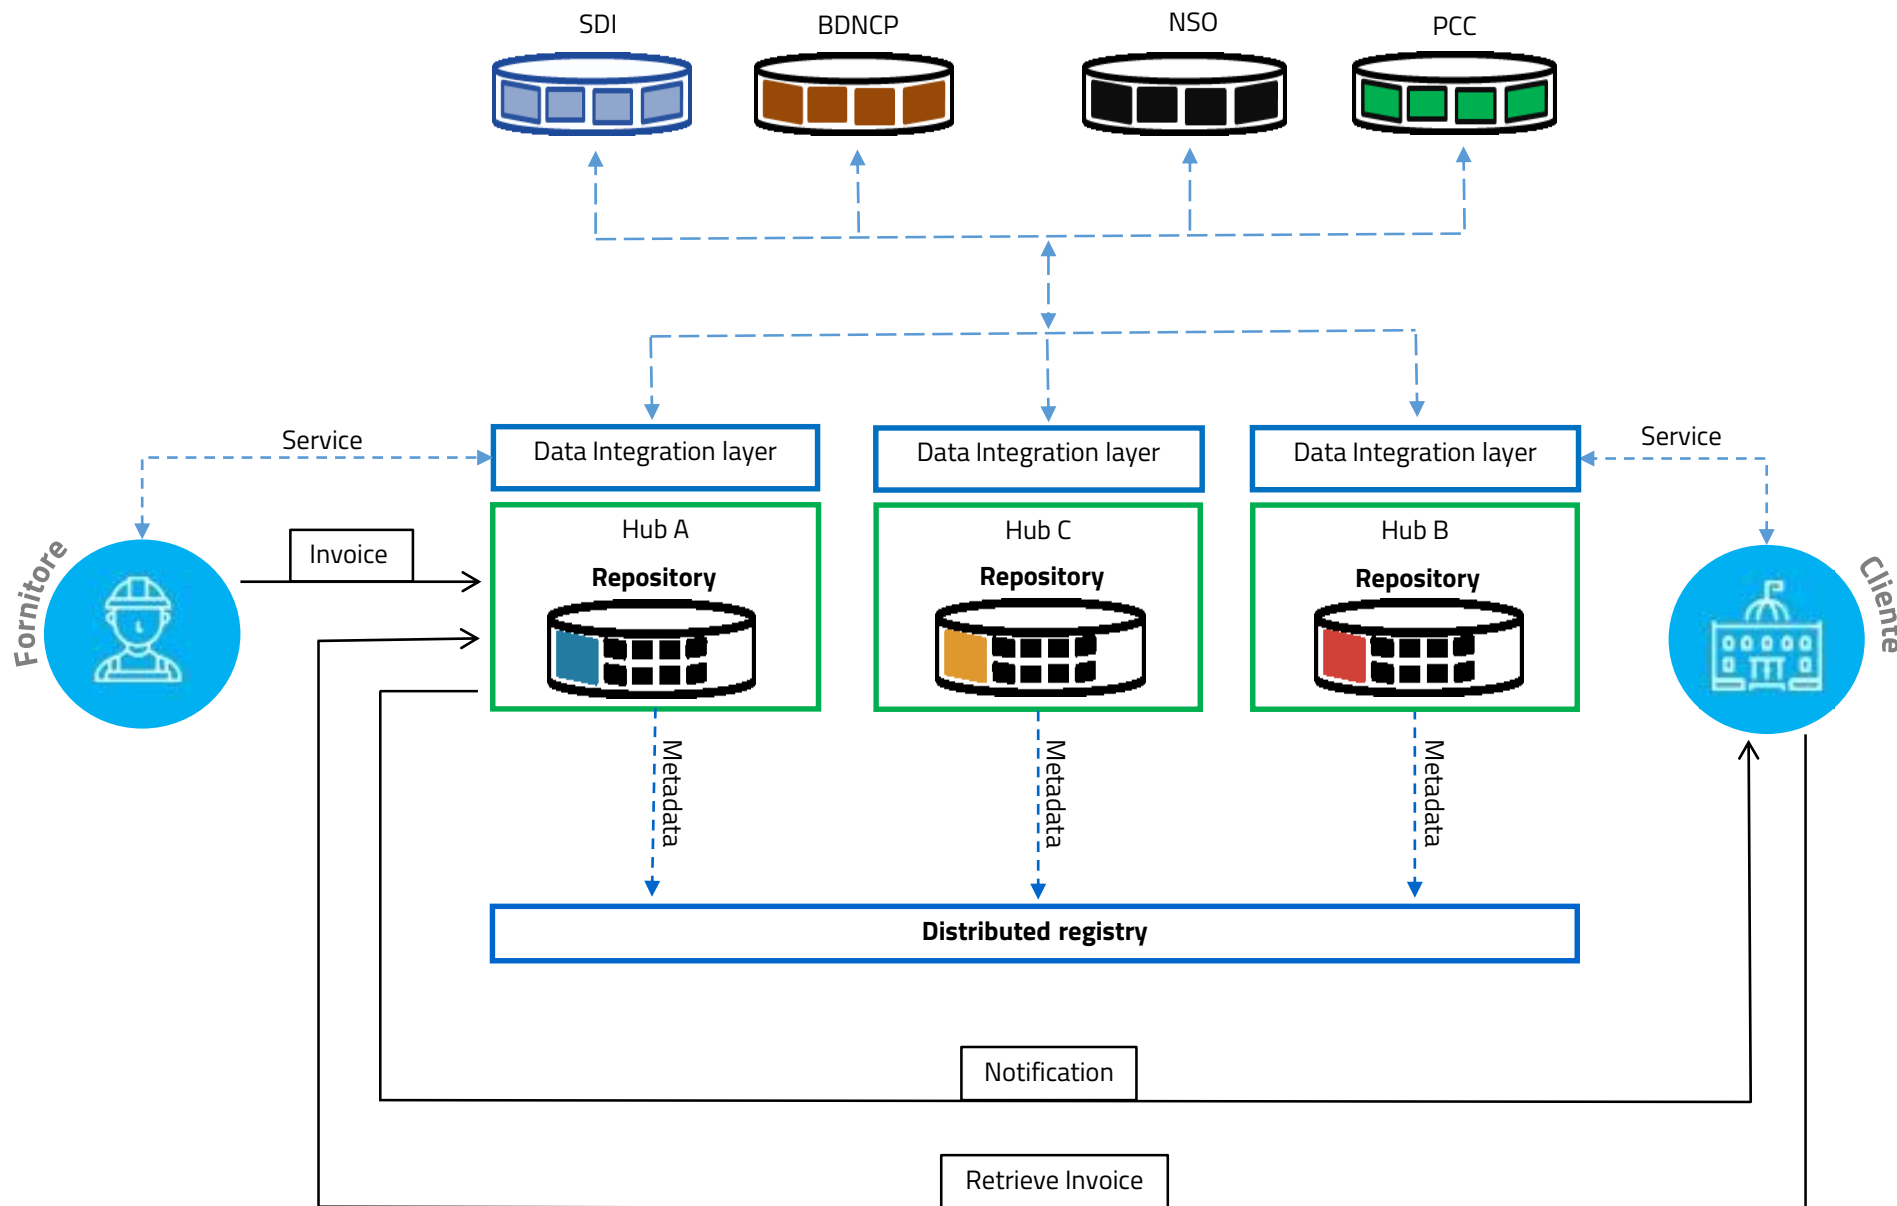 SDI
BDNCP
NSO
PCC
Service
Data Integration layer
Data Integration layer
Data Integration layer
Service
Fornitore
Invoice
Hub A
Repository
Hub C
Repository
Hub B
Repository
Cliente
Metadata
Metadata
Metadata
Distributed registry
Notification
Retrieve Invoice